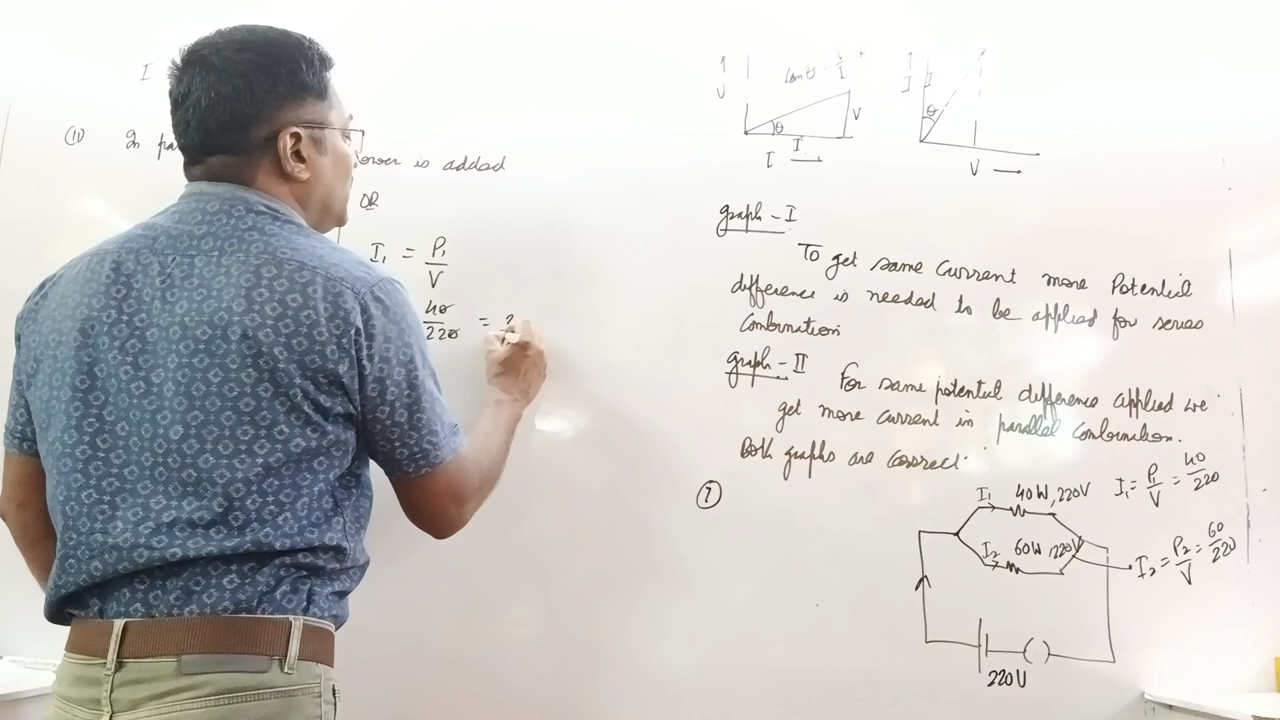 I
(11) In pa
ower is added
OR
I₁ = P₁/V
40/220 =
tan θ = V/I
V
θ
V
I
I
I
I
θ
V
graph - I
To get same Current more Potential
difference is needed to be applied for series
Combination
graph - II
For same potential difference applied we
get more current in parallel Combination.
Both graphs are correct.
7
I₁ 40W, 220V I₁ = P₁/V = 40/220
I₂ 60W, 220V I₂ = P₂/V = 60/220
220V